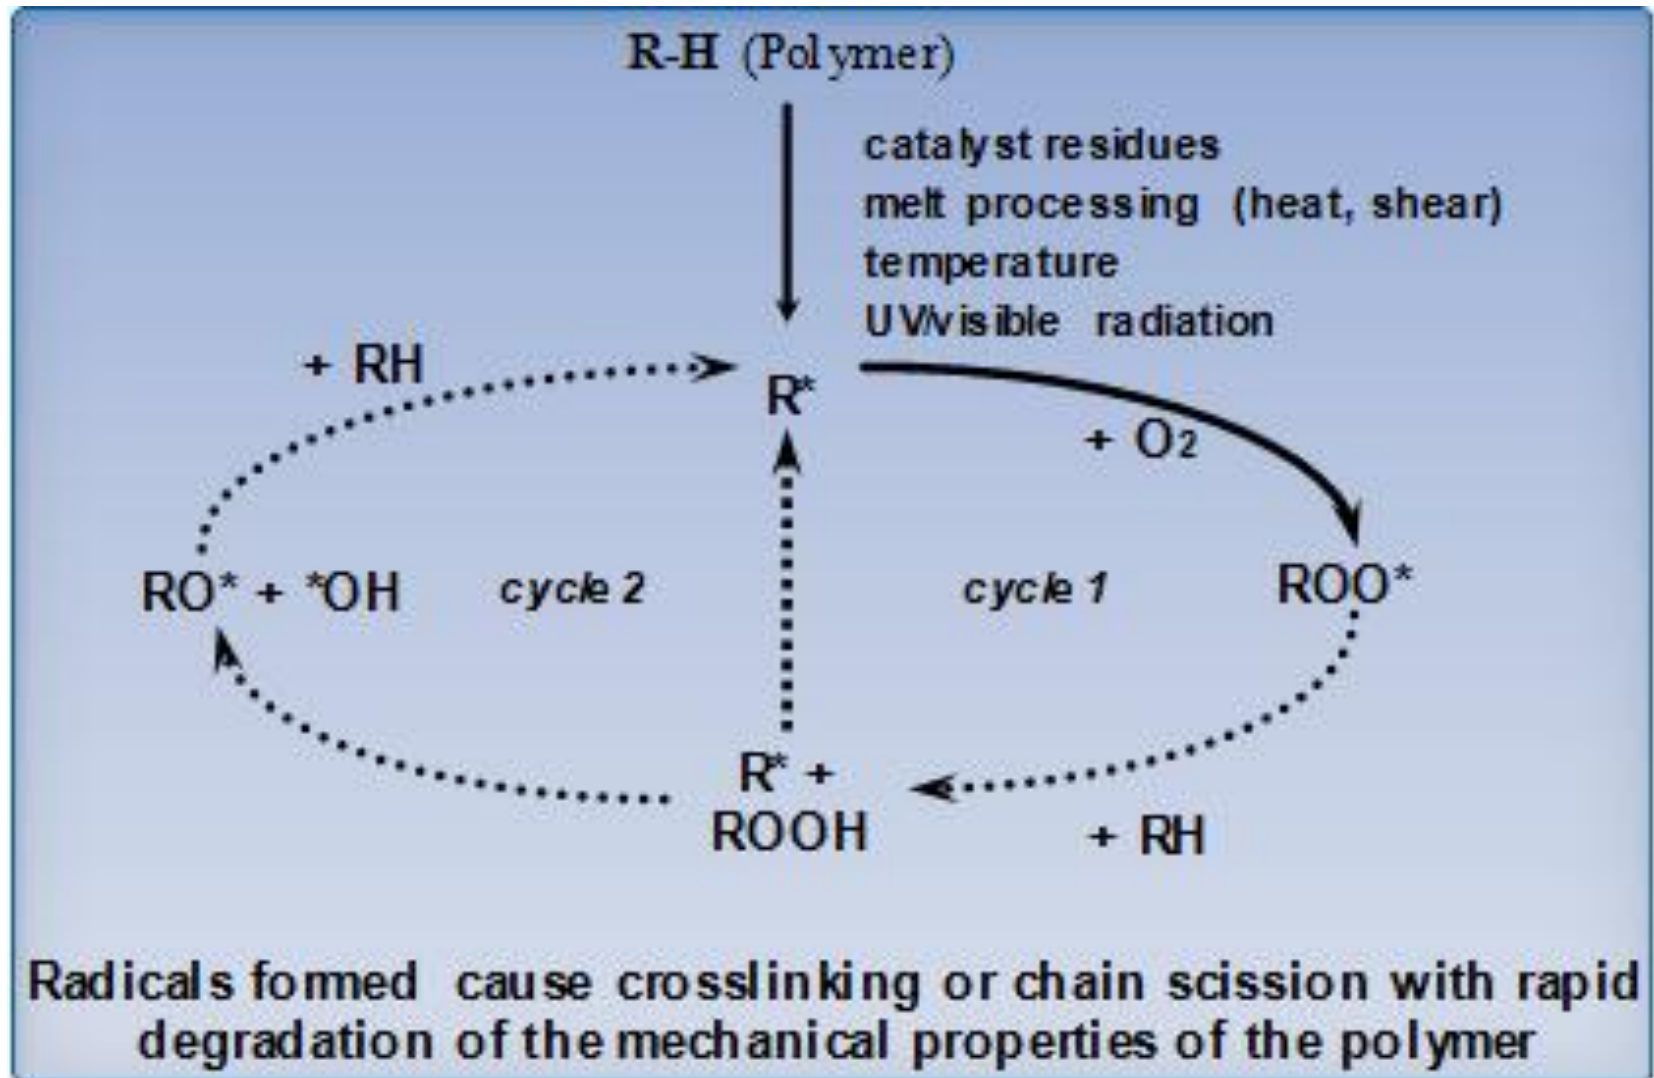 R-H (Polymer)
catalyst residues
melt processing (heat, shear)
temperature
UV/visible radiation
+ RH
R*
+ O2
RO* + *OH
cycle 2
cycle 1
ROO*
R* +
ROOH
+ RH
Radicals formed cause crosslinking or chain scission with rapid
degradation of the mechanical properties of the polymer